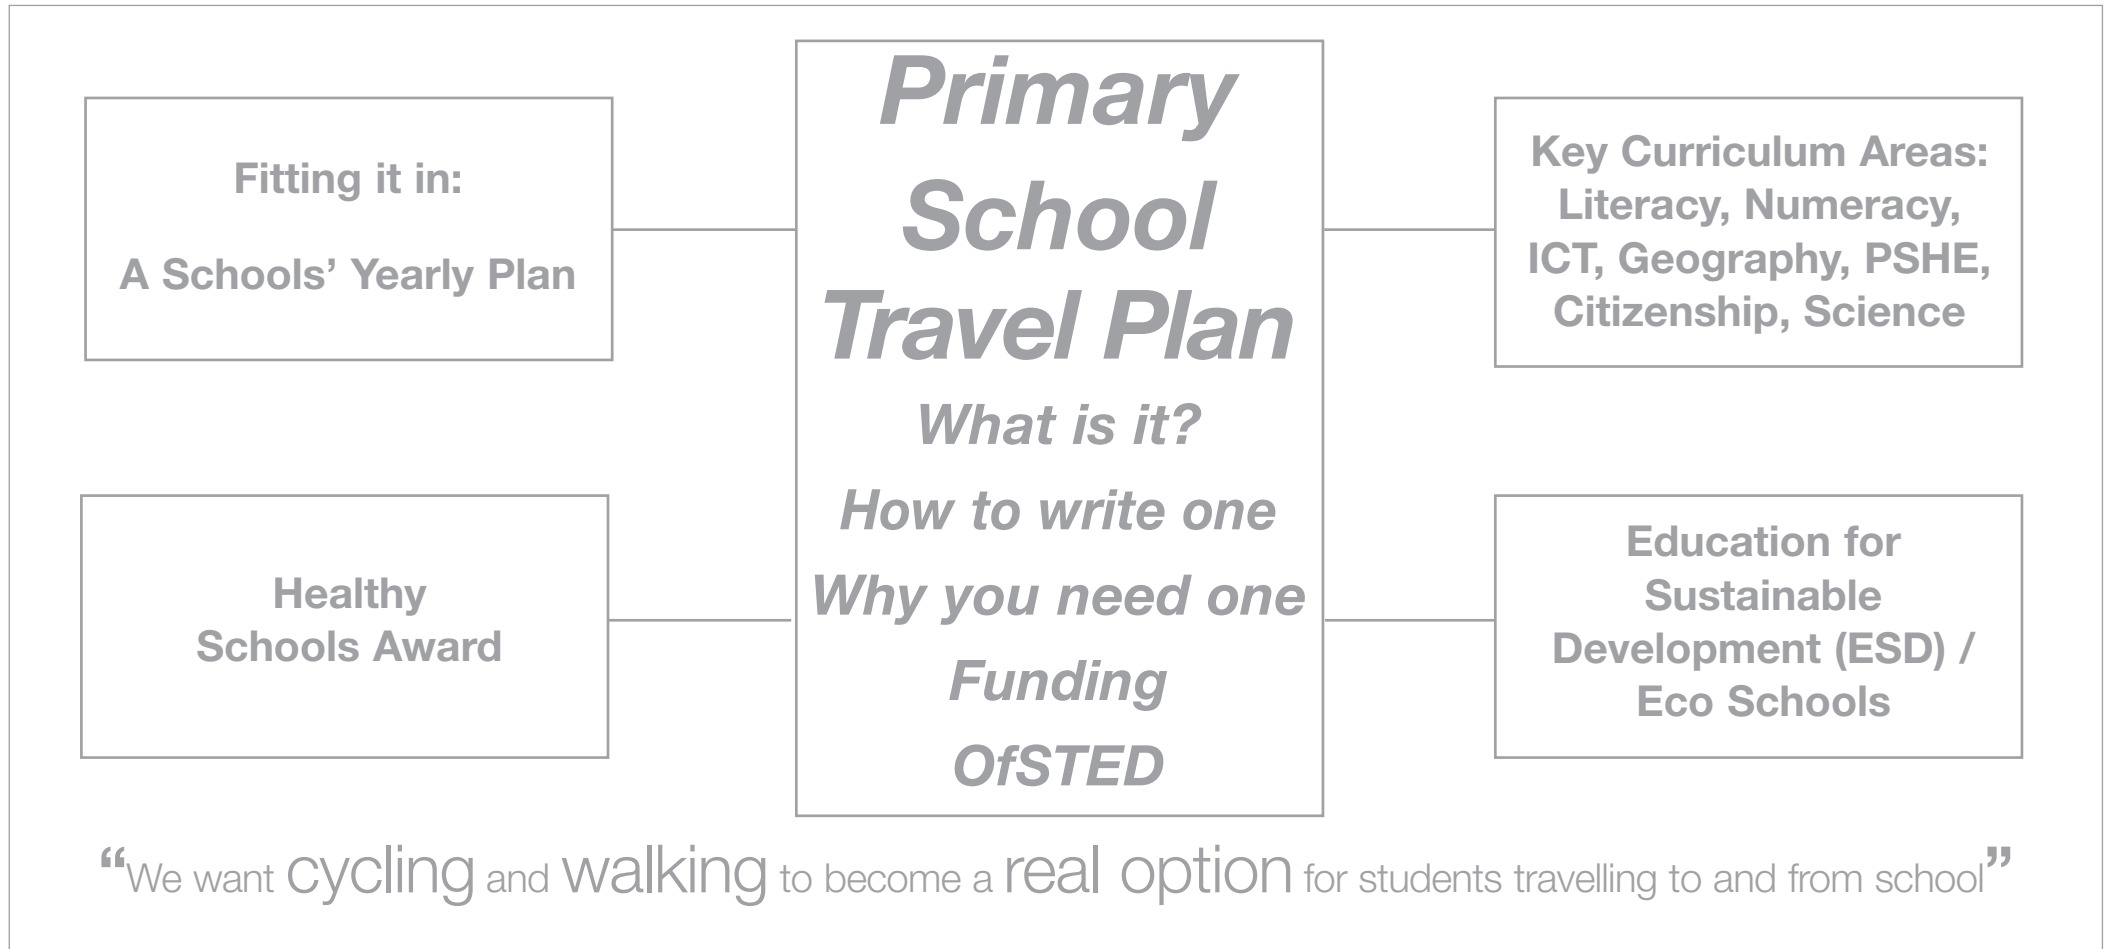 Fitting it in:
A Schools’ Yearly Plan
Healthy
Schools Award
Primary
School
Travel Plan
What is it?
How to write one
Why you need one
Funding
OfSTED
Key Curriculum Areas:
Literacy, Numeracy,
ICT, Geography, PSHE,
Citizenship, Science
Education for
Sustainable
Development (ESD) /
Eco Schools
“We want cycling and walking to become a real option for students travelling to and from school”